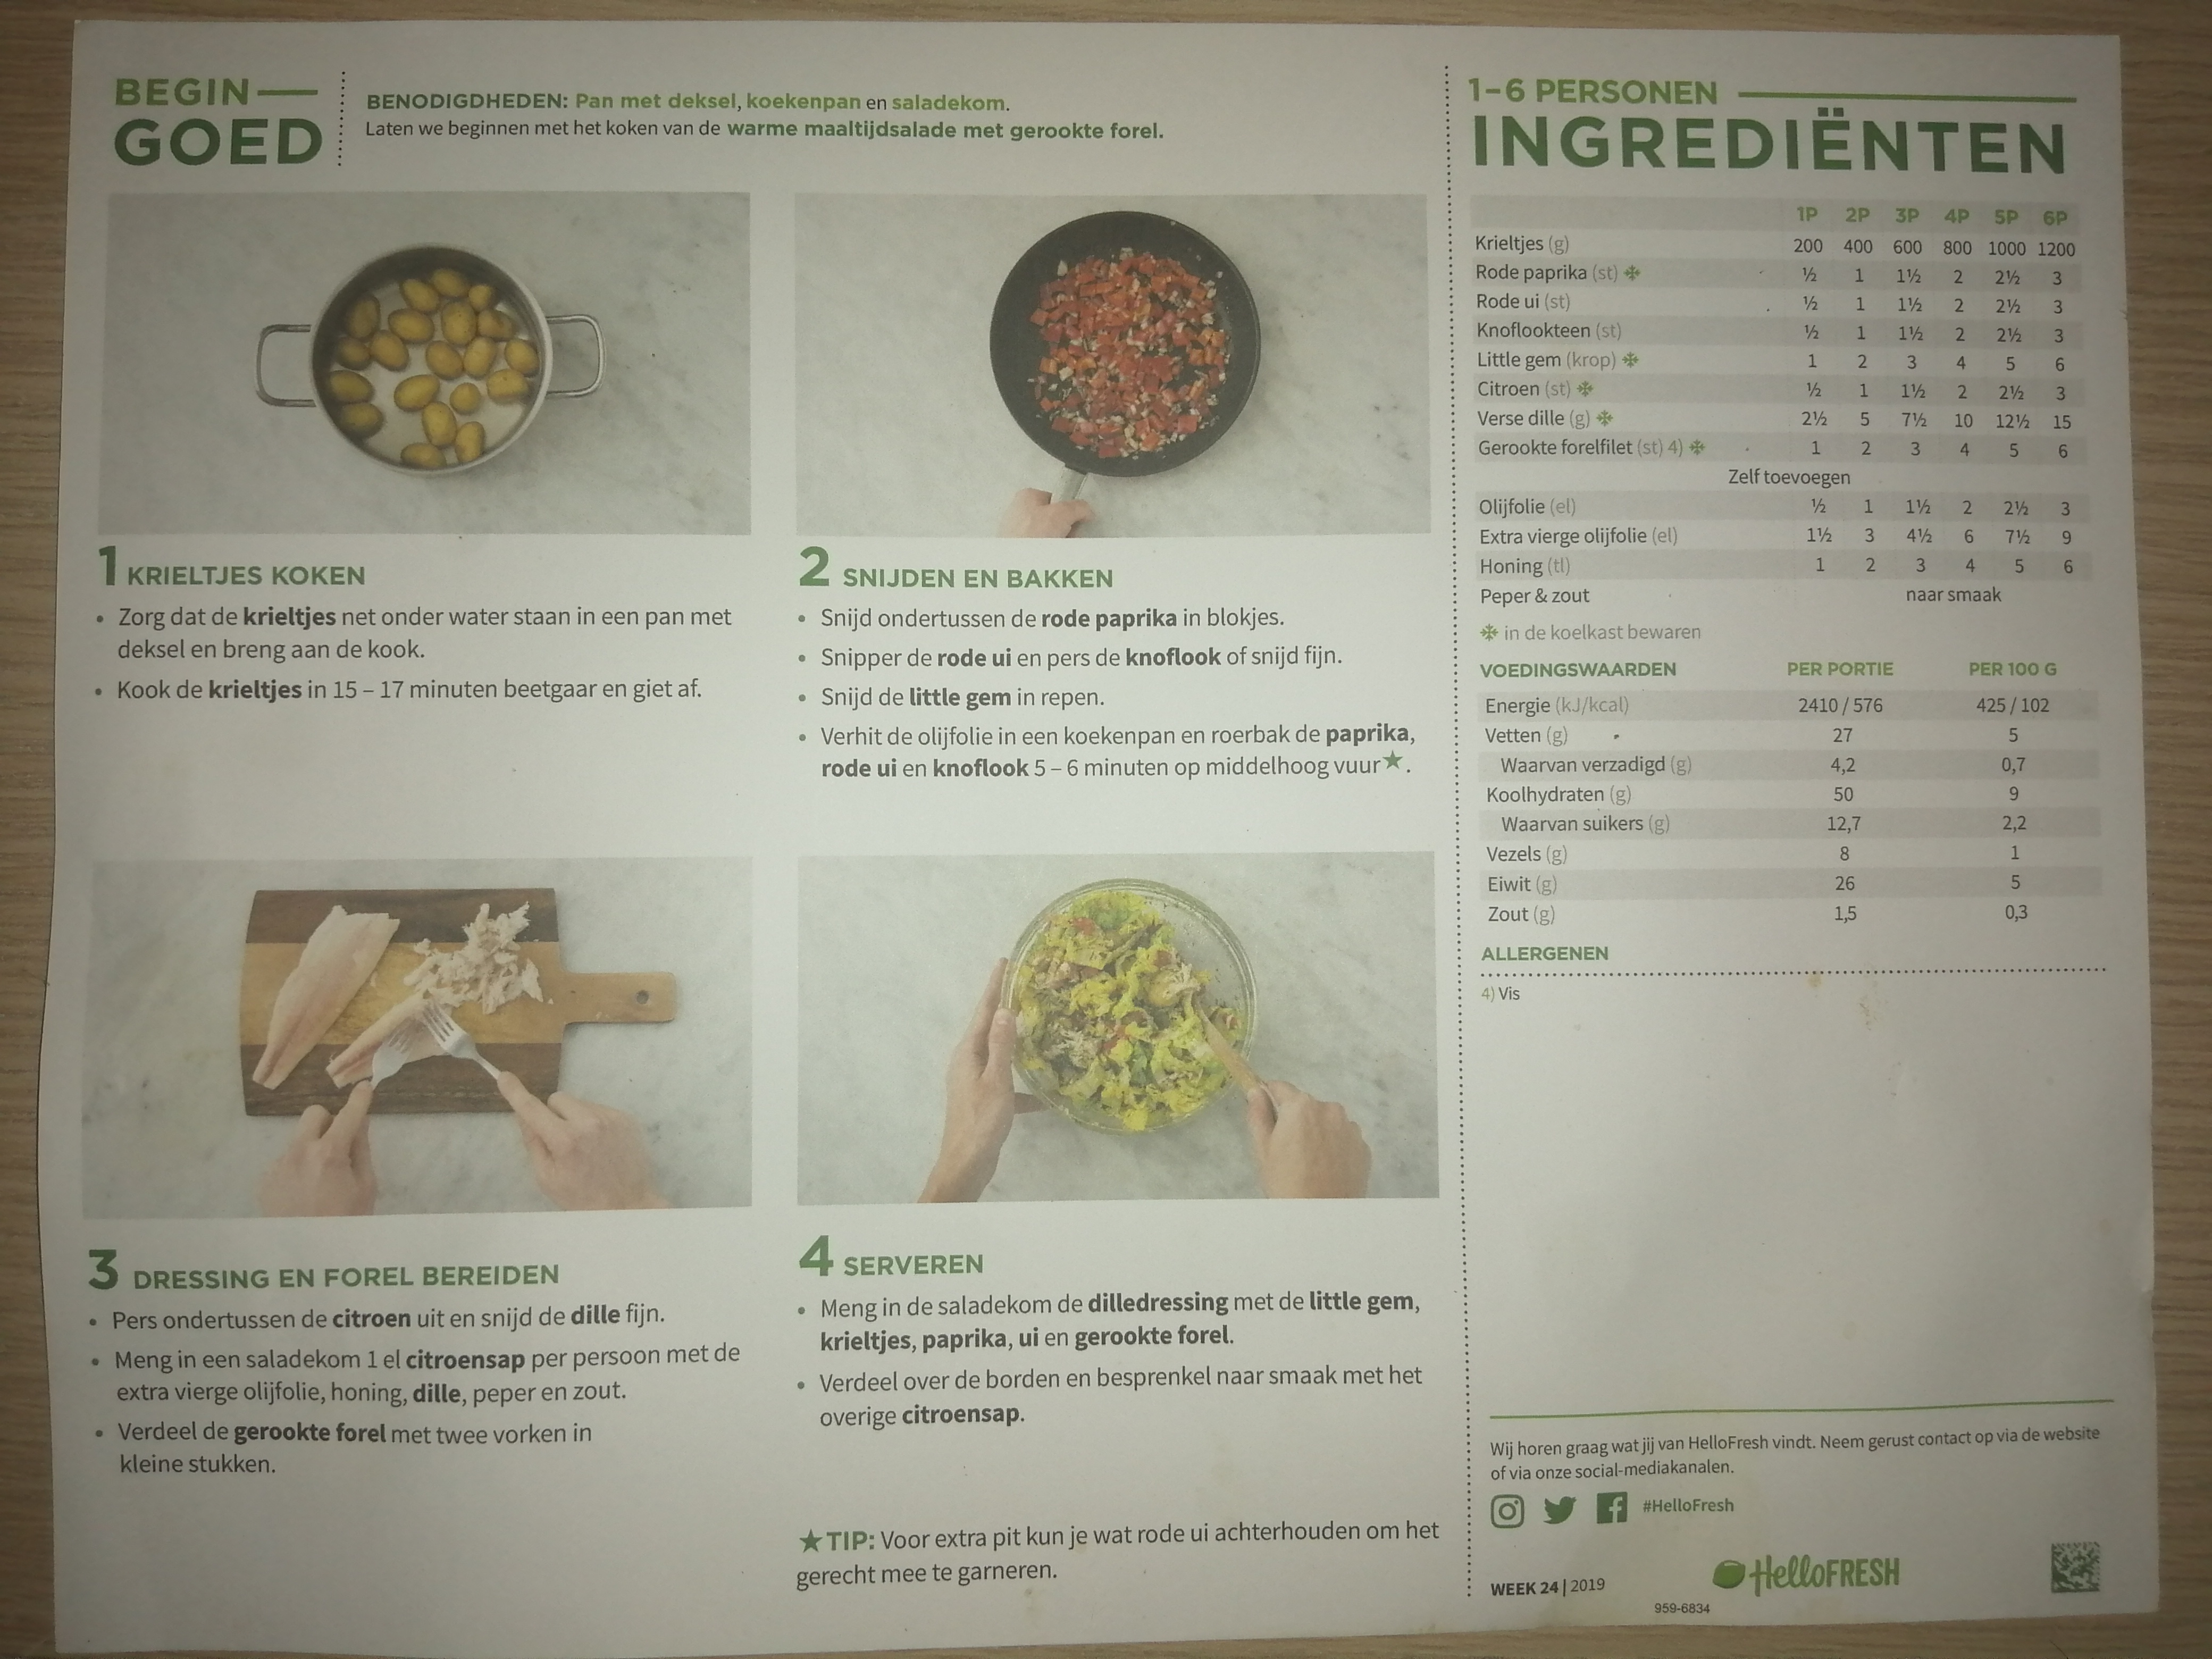 BEGIN
GOED
BENODIGDHEDEN: Pan met deksel, koekenpan en saladekom.
Laten we beginnen met het koken van de warme maaltijdsalade met gerookte forel.
1 KRIELTJES KOKEN
• Zorg dat de krieltjes net onder water staan in een pan met
deksel en breng aan de kook.
• Kook de krieltjes in 15 – 17 minuten beetgaar en giet af.
2 SNIJDEN EN BAKKEN
• Snijd ondertussen de rode paprika in blokjes.
• Snipper de rode ui en pers de knoflook of snijd fijn.
• Snijd de little gem in repen.
• Verhit de olijfolie in een koekenpan en roerbak de paprika,
rode ui en knoflook 5 – 6 minuten op middelhoog vuur★.
3 DRESSING EN FOREL BEREIDEN
• Pers ondertussen de citroen uit en snijd de dille fijn.
• Meng in een saladekom 1 el citroensap per persoon met de
extra vierge olijfolie, honing, dille, peper en zout.
• Verdeel de gerookte forel met twee vorken in
kleine stukken.
4 SERVEREN
• Meng in de saladekom de dilledressing met de little gem,
krieltjes, paprika, ui en gerookte forel.
• Verdeel over de borden en besprenkel naar smaak met het
overige citroensap.
★ TIP: Voor extra pit kun je wat rode ui achterhouden om het
gerecht mee te garneren.
1–6 PERSONEN
INGREDIËNTEN
1P 2P 3P 4P 5P 6P
Krieltjes (g) 200 400 600 800 1000 1200
Rode paprika (st) ❄ ½ 1 1½ 2 2½ 3
Rode ui (st) ½ 1 1½ 2 2½ 3
Knoflookteen (st) ½ 1 1½ 2 2½ 3
Little gem (krop) ❄ 1 2 3 4 5 6
Citroen (st) ❄ ½ 1 1½ 2 2½ 3
Verse dille (g) ❄ 2½ 5 7½ 10 12½ 15
Gerookte forelfilet (st) 4) ❄ 1 2 3 4 5 6
Zelf toevoegen
Olijfolie (el) ½ 1 1½ 2 2½ 3
Extra vierge olijfolie (el) 1½ 3 4½ 6 7½ 9
Honing (tl) 1 2 3 4 5 6
Peper & zout naar smaak
❄ in de koelkast bewaren
VOEDINGSWAARDEN PER PORTIE PER 100 G
Energie (kJ/kcal) 2410 / 576 425 / 102
Vetten (g) 27 5
Waarvan verzadigd (g) 4,2 0,7
Koolhydraten (g) 50 9
Waarvan suikers (g) 12,7 2,2
Vezels (g) 8 1
Eiwit (g) 26 5
Zout (g) 1,5 0,3
ALLERGENEN
4) Vis
Wij horen graag wat jij van HelloFresh vindt. Neem gerust contact op via de website
of via onze social-mediakanalen.
#HelloFresh
WEEK 24 | 2019
HelloFRESH
959-6834